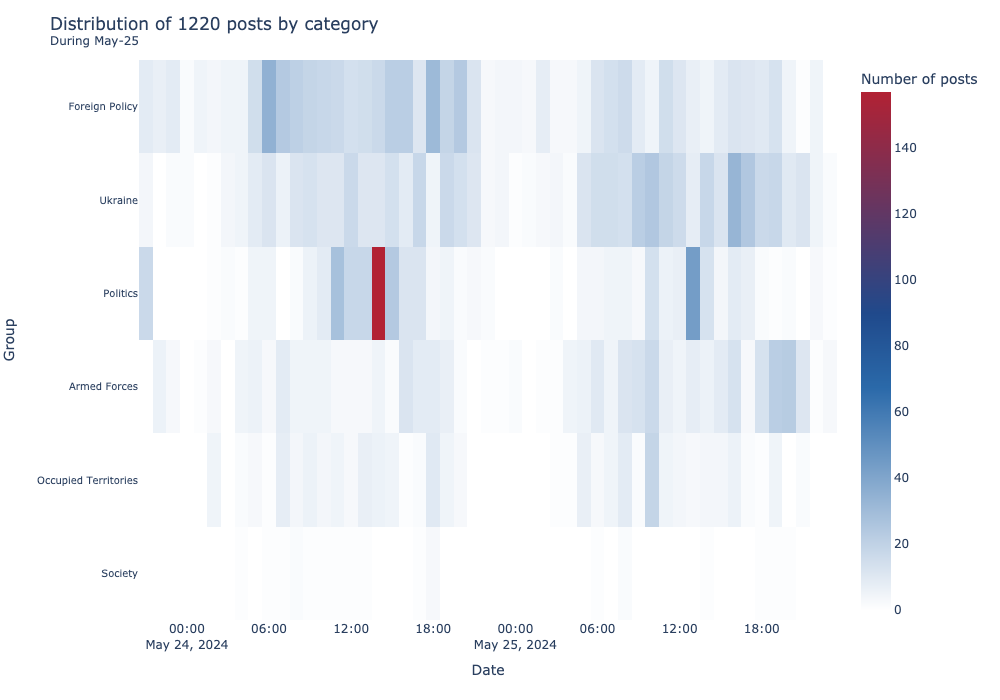 Distribution of 1220 posts by category
During May-25
Number of posts
Foreign Policy
Ukraine
Politics
Armed Forces
Occupied Territories
Society
Group
140
120
100
80
60
40
20
0
00:00 06:00 12:00 18:00 00:00 06:00 12:00 18:00
May 24, 2024 May 25, 2024
Date